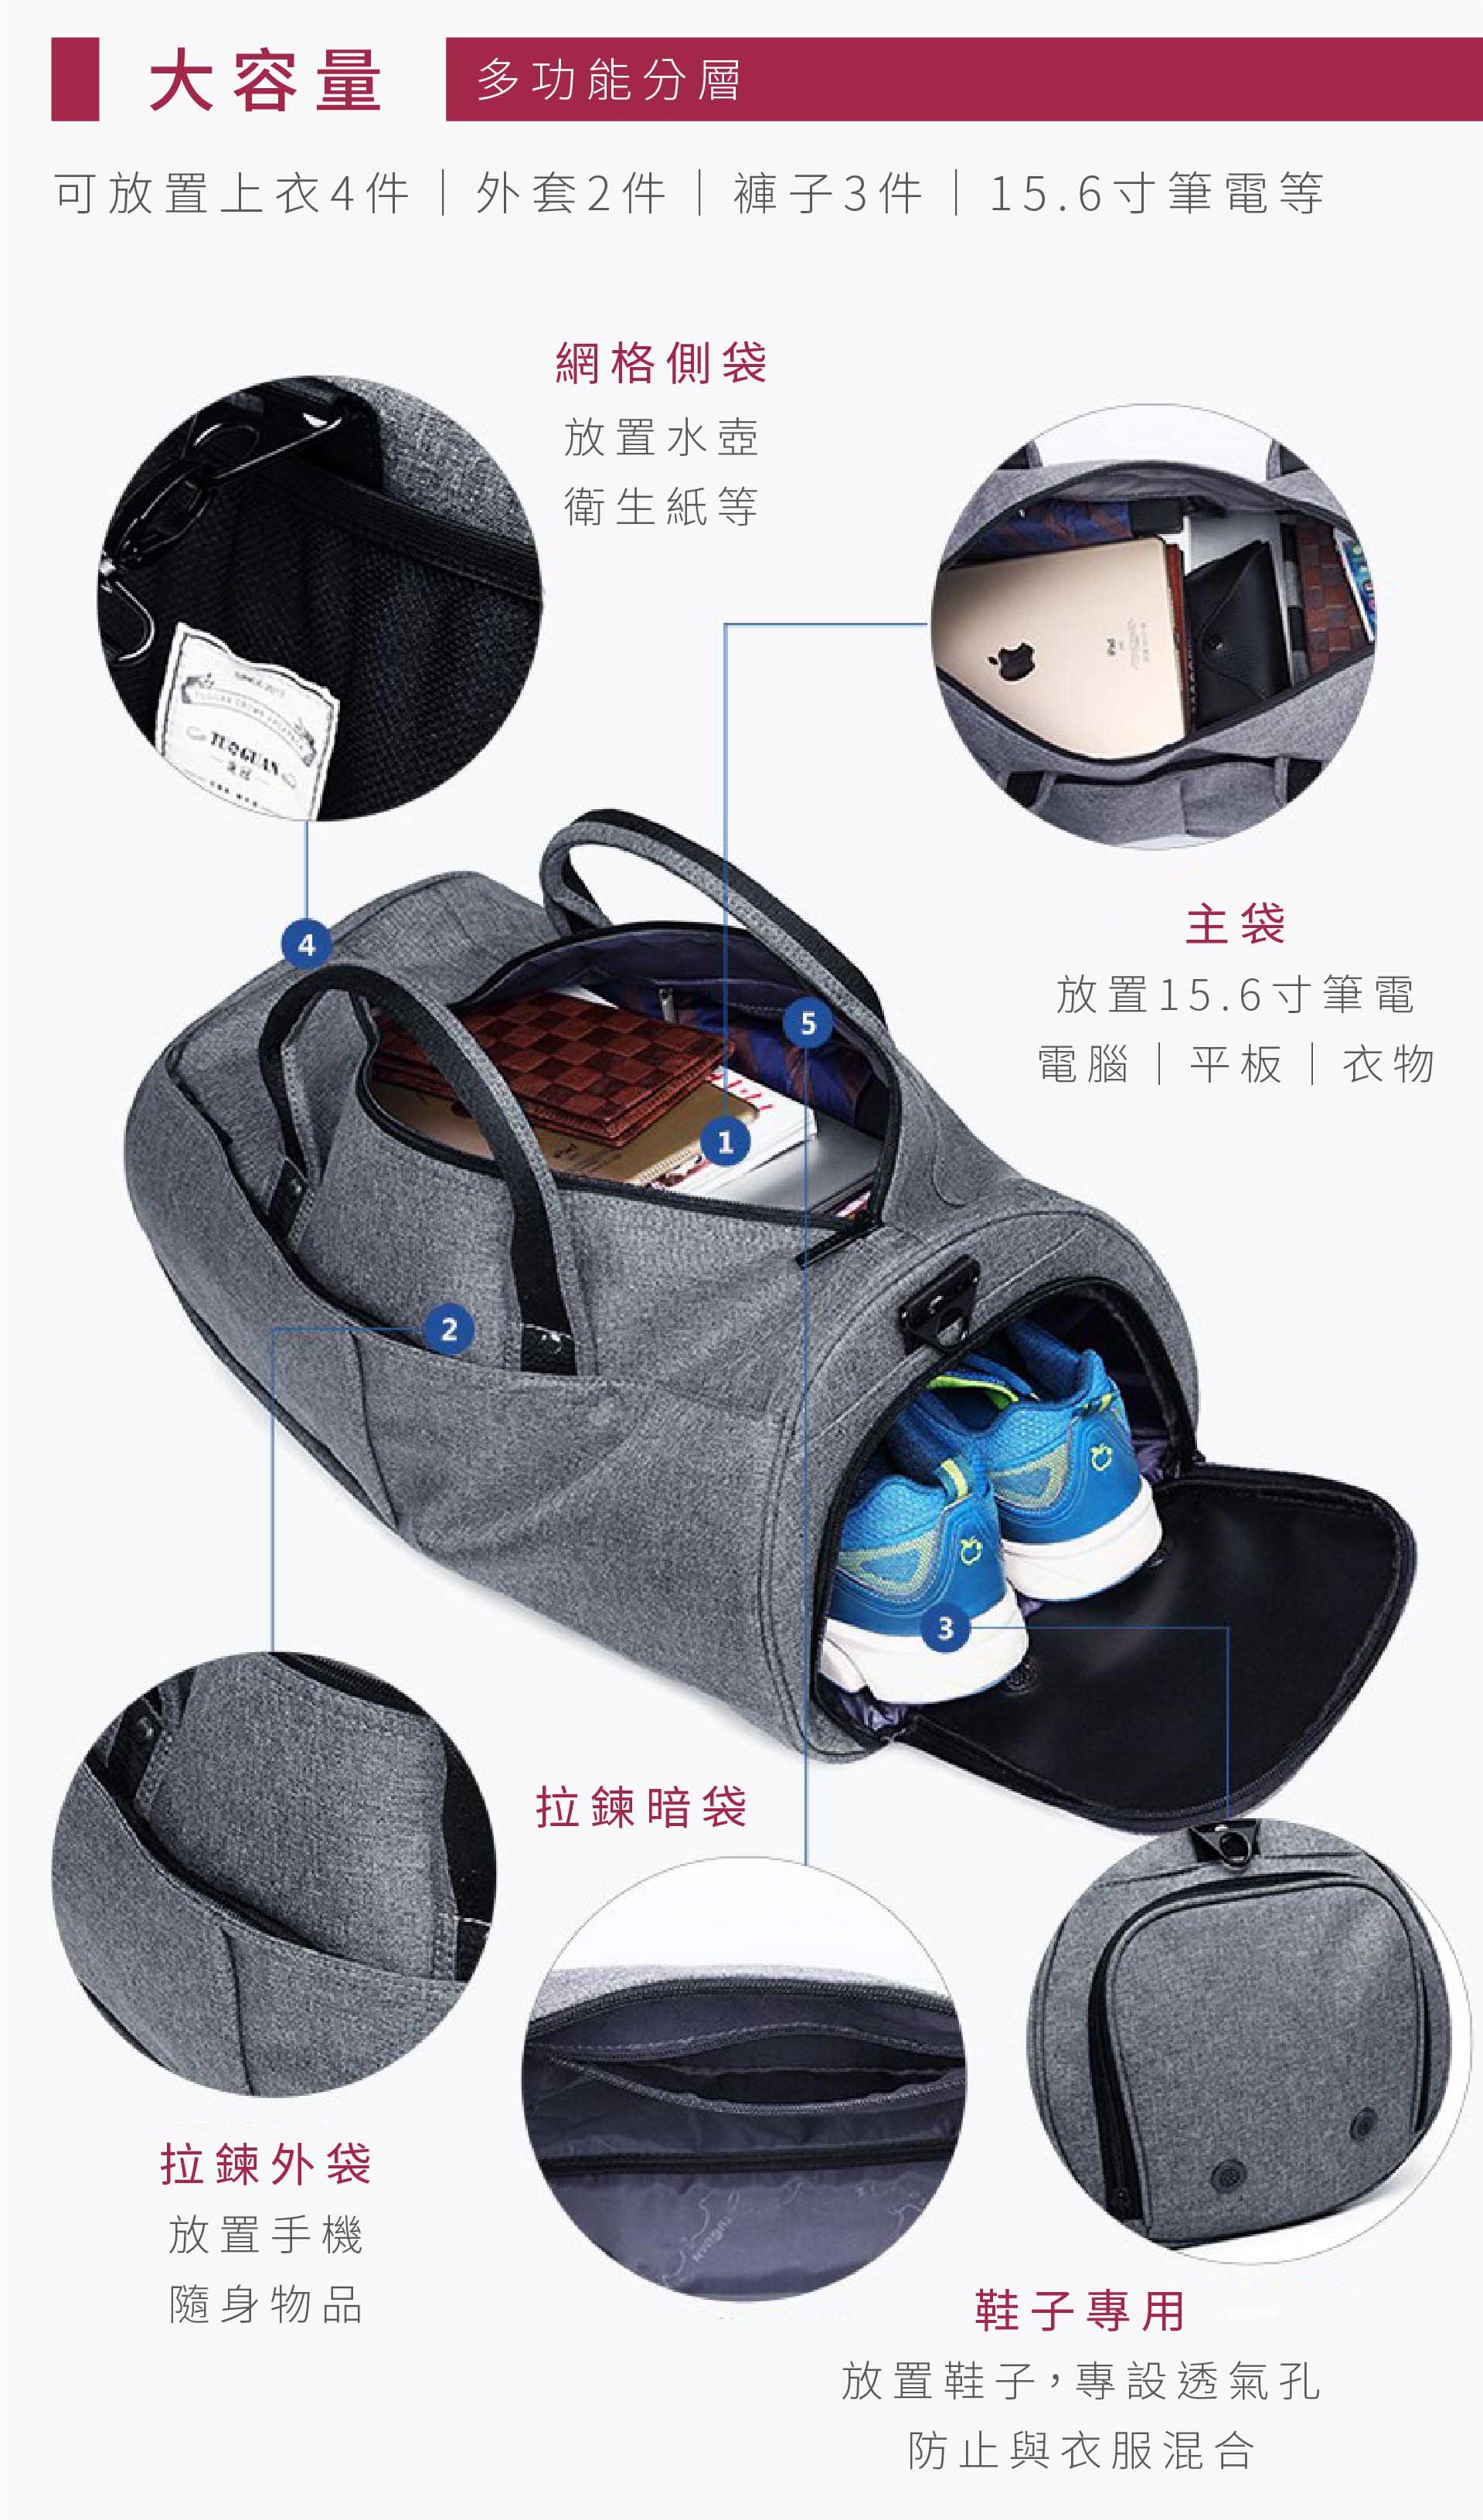 大容量
多功能分層
可放置上衣4件｜外套2件｜褲子3件｜15.6寸筆電等
網格側袋
放置水壺
衛生紙等
TUOGUAN
主袋
放置15.6寸筆電
電腦｜平板｜衣物
4
5
1
2
3
iPad
拉鍊暗袋
拉鍊外袋
放置手機
隨身物品
鞋子專用
放置鞋子，專設透氣孔
防止與衣服混合